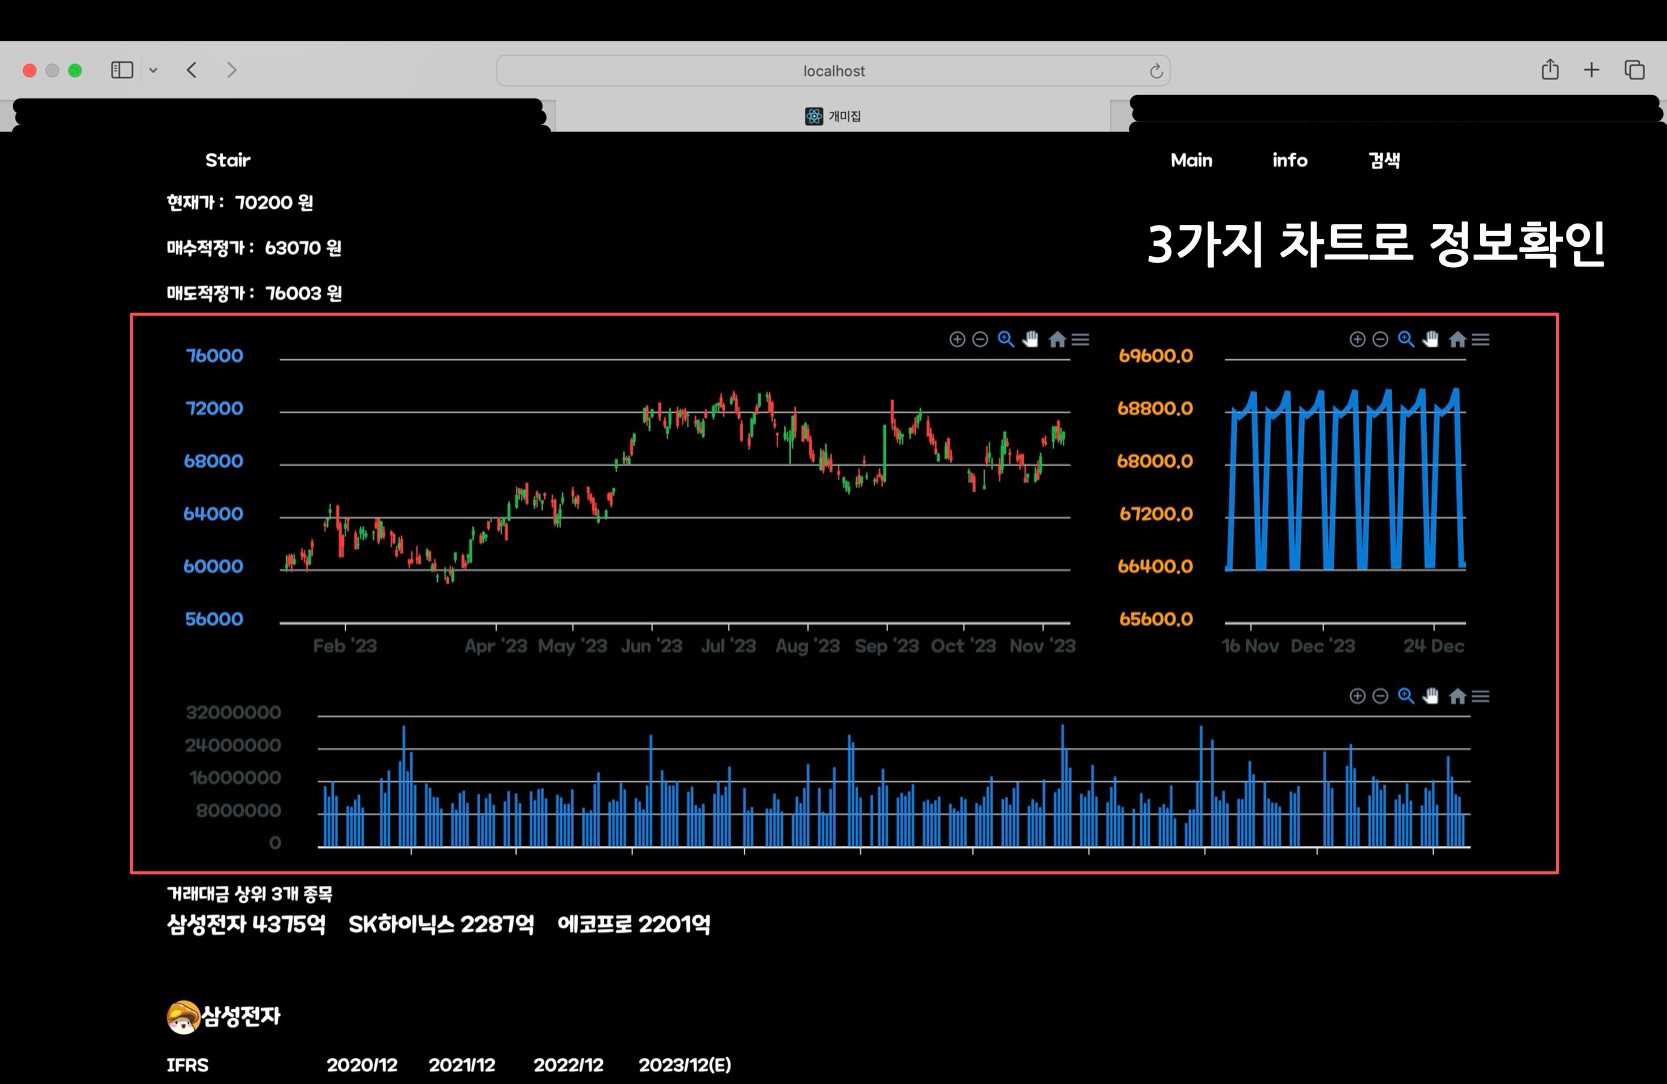 localhost
개미집
Stair Main info 검색
현재가 : 70200 원
3가지 차트로 정보확인
매수적정가 : 63070 원
매도적정가 : 76003 원
76000
72000
68000
64000
60000
56000
Feb '23 Apr '23 May '23 Jun '23 Jul '23 Aug '23 Sep '23 Oct '23 Nov '23
69600.0
68800.0
68000.0
67200.0
66400.0
65600.0
16 Nov Dec '23 24 Dec
32000000
24000000
16000000
8000000
0
거래대금 상위 3개 종목
삼성전자 4375억 SK하이닉스 2287억 에코프로 2201억
삼성전자
IFRS 2020/12 2021/12 2022/12 2023/12(E)